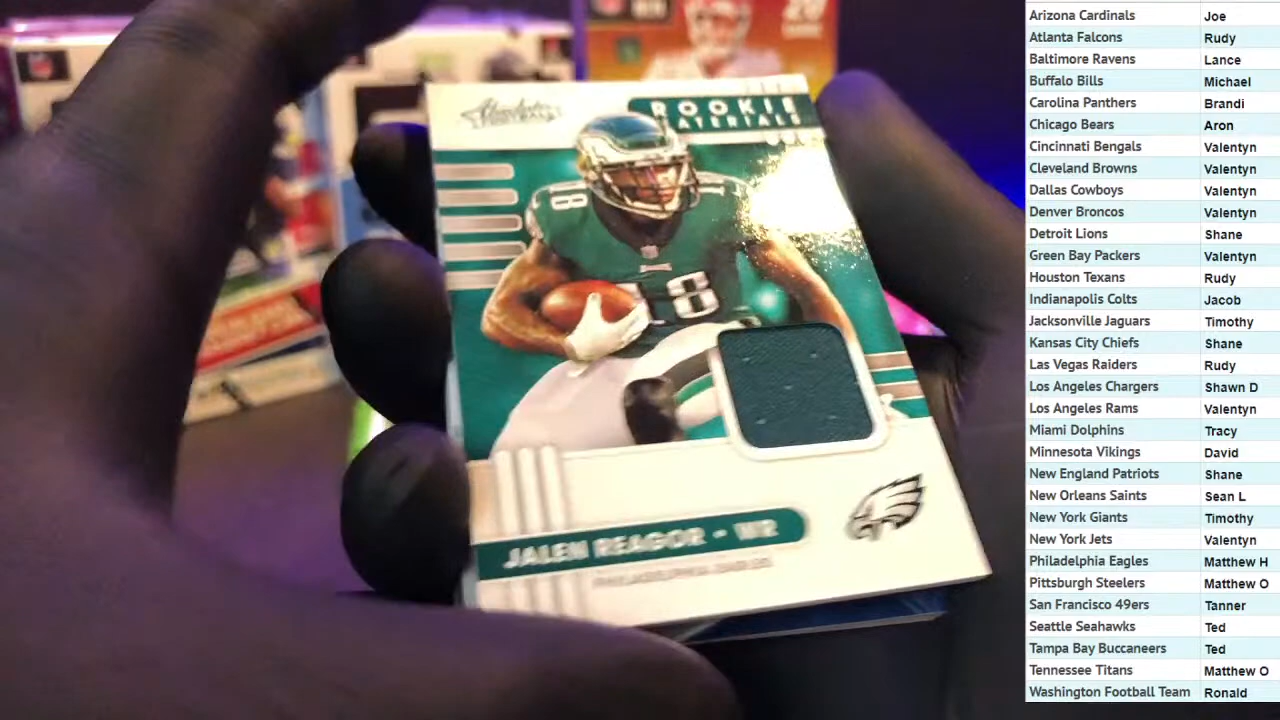 Absolute
FOOTBALL
ROOKIE
MATERIALS
18
18
JALEN REAGOR • WR
PHILADELPHIA EAGLES
Arizona Cardinals Joe
Atlanta Falcons Rudy
Baltimore Ravens Lance
Buffalo Bills Michael
Carolina Panthers Brandi
Chicago Bears Aron
Cincinnati Bengals Valentyn
Cleveland Browns Valentyn
Dallas Cowboys Valentyn
Denver Broncos Valentyn
Detroit Lions Shane
Green Bay Packers Valentyn
Houston Texans Rudy
Indianapolis Colts Jacob
Jacksonville Jaguars Timothy
Kansas City Chiefs Shane
Las Vegas Raiders Rudy
Los Angeles Chargers Shawn D
Los Angeles Rams Valentyn
Miami Dolphins Tracy
Minnesota Vikings David
New England Patriots Shane
New Orleans Saints Sean L
New York Giants Timothy
New York Jets Valentyn
Philadelphia Eagles Matthew H
Pittsburgh Steelers Matthew O
San Francisco 49ers Tanner
Seattle Seahawks Ted
Tampa Bay Buccaneers Ted
Tennessee Titans Matthew O
Washington Football Team Ronald